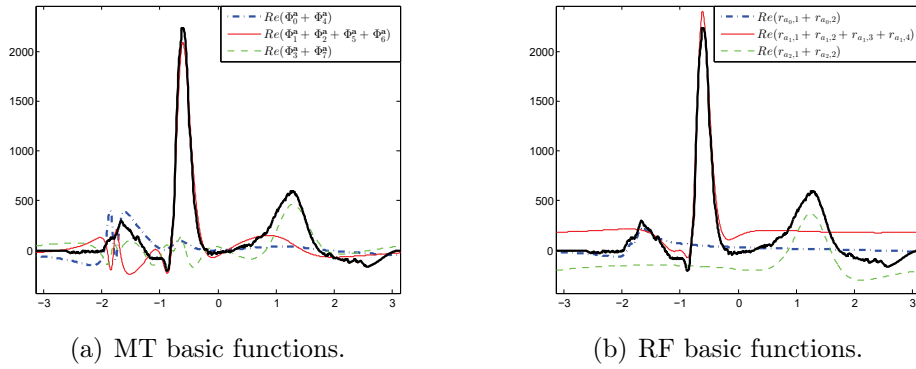 2000
1500
1000
500
0
−3 −2 −1 0 1 2 3
Re(Φ₀ᵃ + Φ₄ᵃ)
Re(Φ₁ᵃ + Φ₂ᵃ + Φ₅ᵃ + Φ₆ᵃ)
Re(Φ₃ᵃ + Φ₇ᵃ)
(a) MT basic functions.
2000
1500
1000
500
0
−3 −2 −1 0 1 2 3
Re(r_{a₀,1} + r_{a₀,2})
Re(r_{a₁,1} + r_{a₁,2} + r_{a₁,3} + r_{a₁,4})
Re(r_{a₂,1} + r_{a₂,2})
(b) RF basic functions.